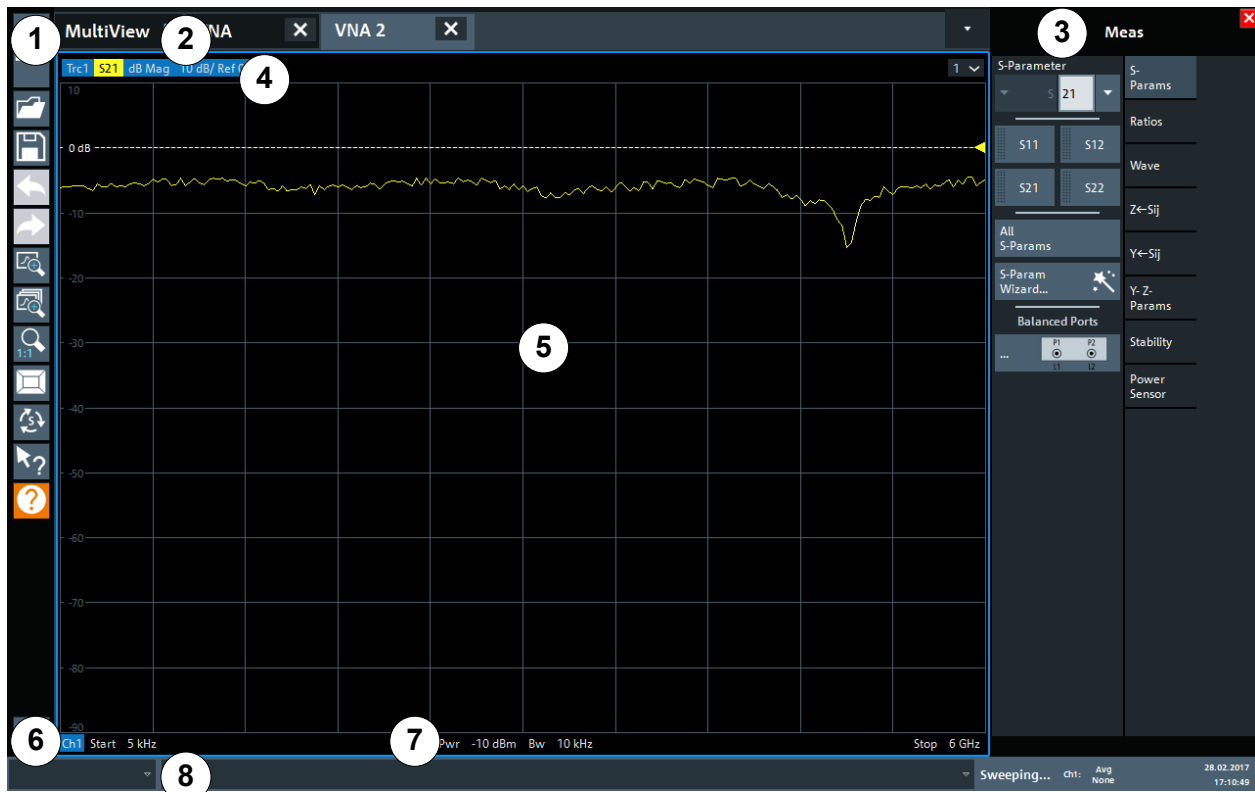 1 MultiView 2 NA × VNA 2 × 3 Meas ×
Trc1 S21 dB Mag 10 dB/ Ref 4 1
10
0 dB
-10
-20
-30
-40
-50
-60
-70
-80
-90
5
1:1
S
?
?
6 Ch1 Start 5 kHz 7 Pwr -10 dBm Bw 10 kHz Stop 6 GHz
8
S-Parameter
S 21
S11 S12
S21 S22
All
S-Params
S-Param
Wizard...
Balanced Ports
... P1 P2
L1 L2
S-
Params
Ratios
Wave
Z←Sij
Y←Sij
Y- Z-
Params
Stability
Power
Sensor
Sweeping... Ch1: Avg
None
28.02.2017
17:10:49